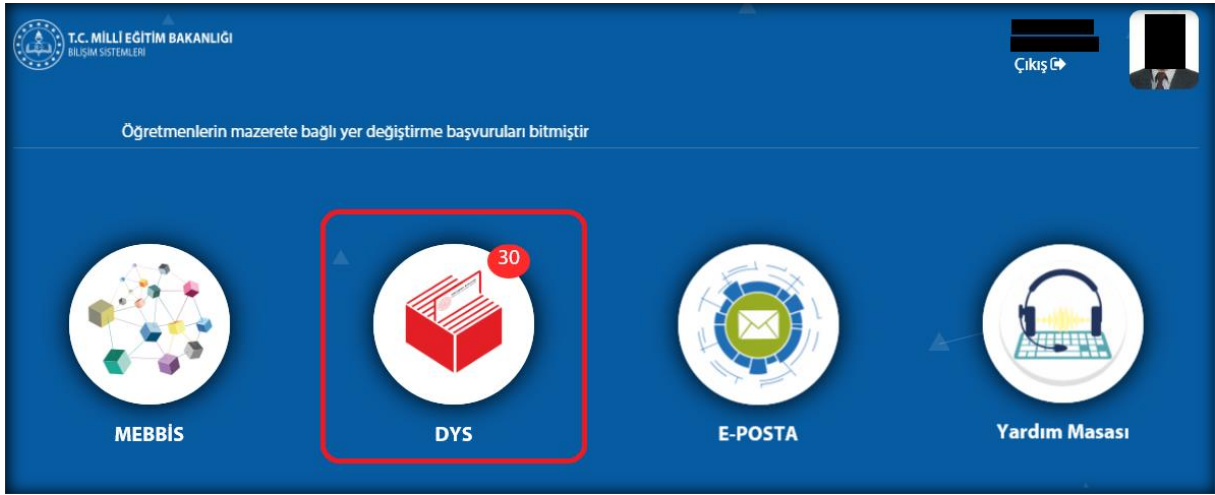 T.C. MİLLİ EĞİTİM BAKANLIĞI
BİLİŞİM SİSTEMLERİ
Çıkış
Öğretmenlerin mazerete bağlı yer değiştirme başvuruları bitmiştir
30
MEBBİS
DYS
E-POSTA
Yardım Masası